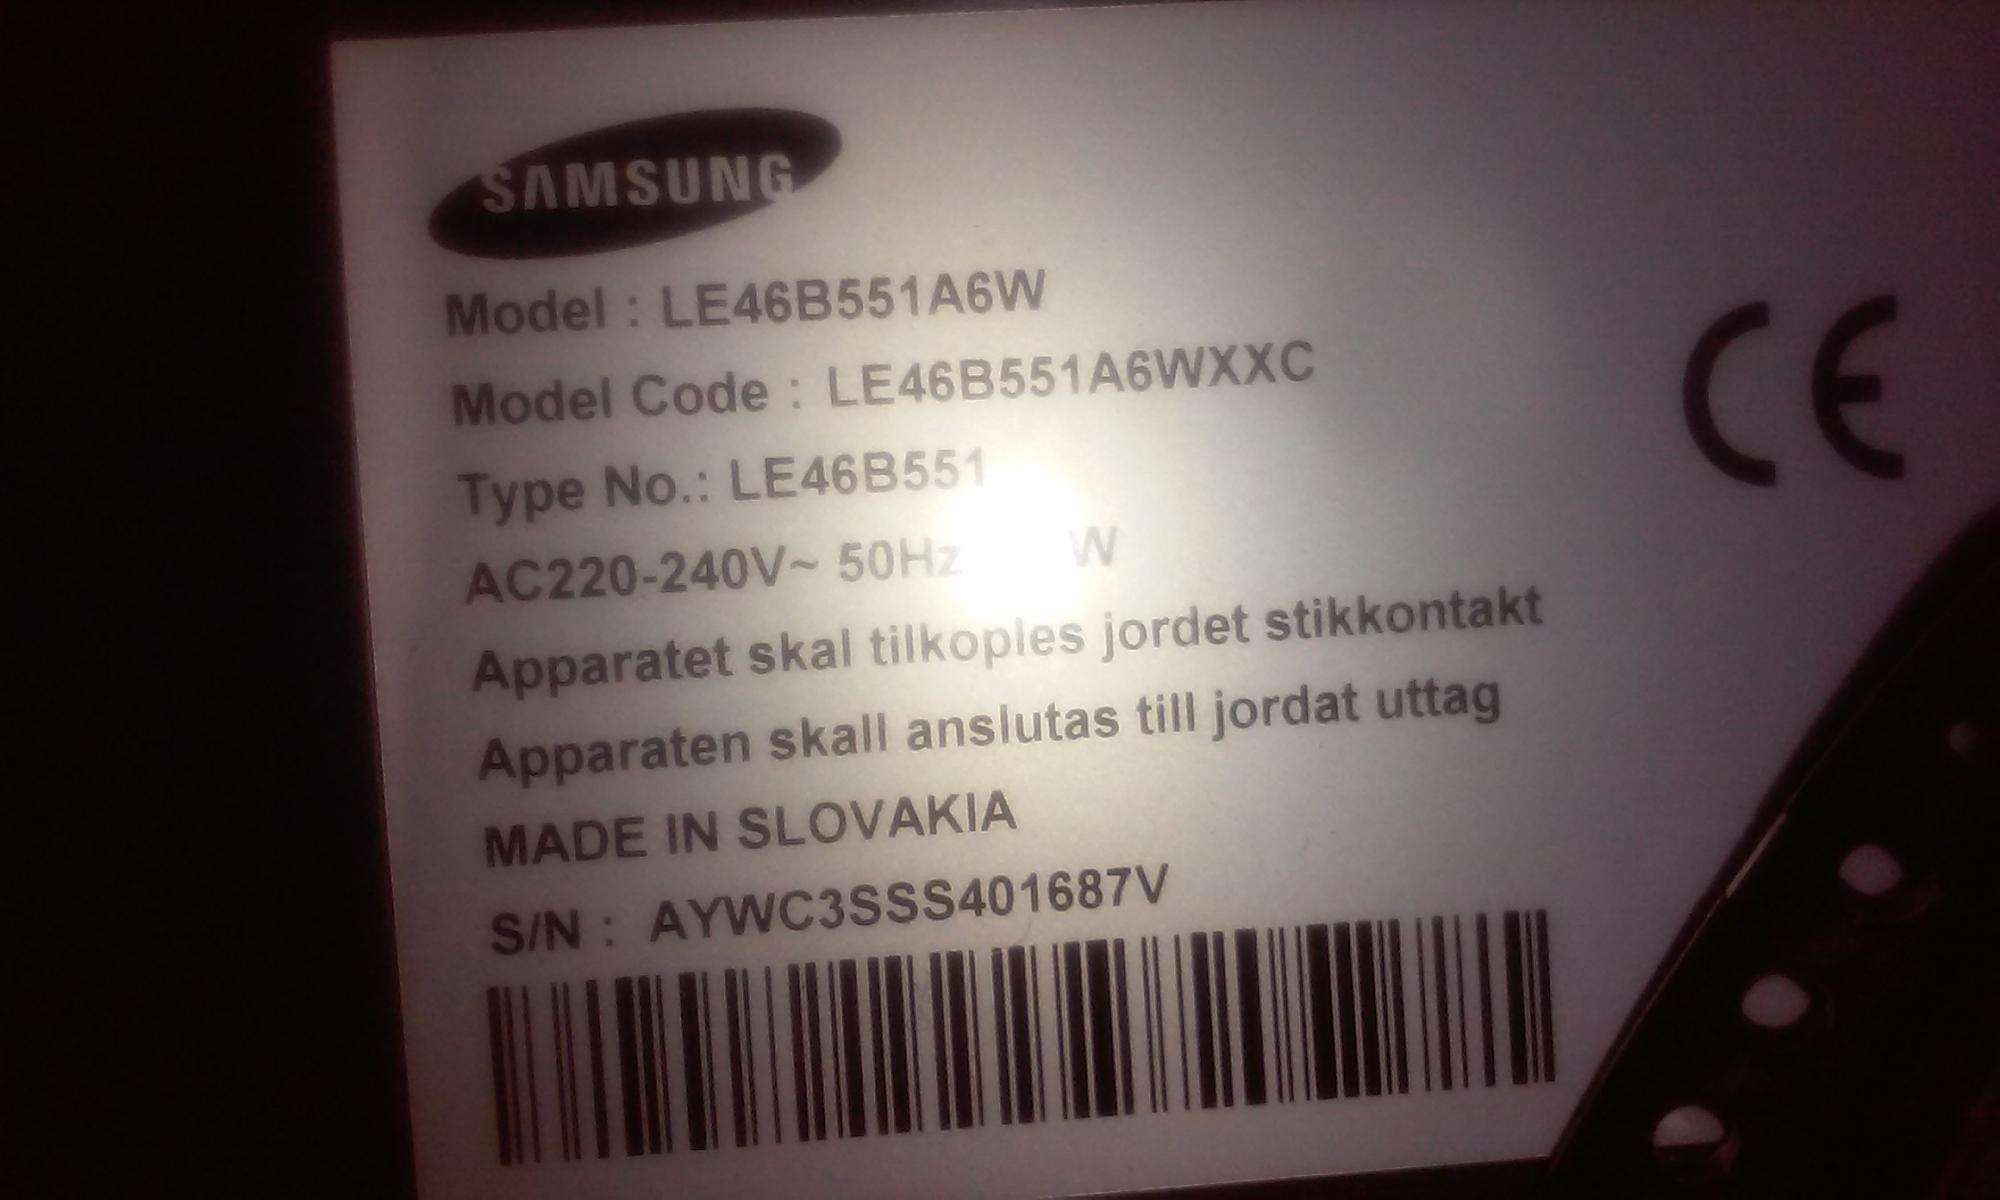 SAMSUNG
Model : LE46B551A6W
Model Code : LE46B551A6WXXC
Type No.: LE46B551
AC220-240V~ 50Hz W
Apparatet skal tilkoples jordet stikkontakt
Apparaten skall anslutas till jordat uttag
MADE IN SLOVAKIA
S/N : AYWC3SSS401687V
CE